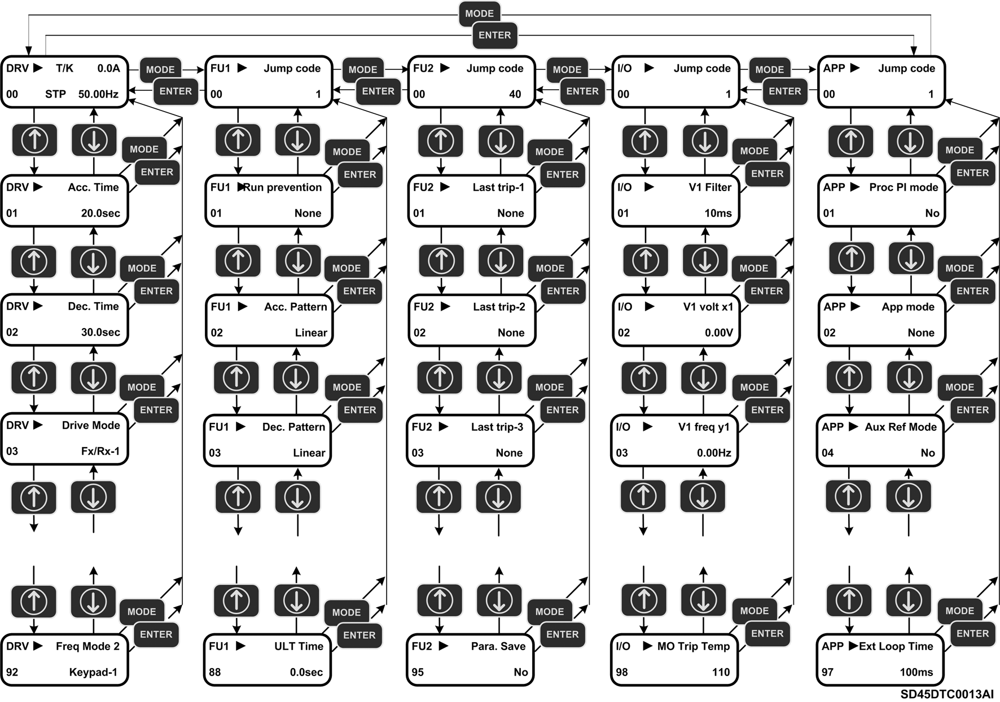 MODE
ENTER
DRV ► T/K 0.0A
00 STP 50.00Hz
MODE
ENTER
FU1 ► Jump code
00 1
MODE
ENTER
FU2 ► Jump code
00 40
MODE
ENTER
I/O ► Jump code
00 1
MODE
ENTER
APP ► Jump code
00 1
MODE
ENTER
MODE
ENTER
MODE
ENTER
MODE
ENTER
MODE
ENTER
DRV ► Acc. Time
01 20.0sec
FU1 ► Run prevention
01 None
FU2 ► Last trip-1
01 None
I/O ► V1 Filter
01 10ms
APP ► Proc PI mode
01 No
MODE
ENTER
MODE
ENTER
MODE
ENTER
MODE
ENTER
MODE
ENTER
DRV ► Dec. Time
02 30.0sec
FU1 ► Acc. Pattern
02 Linear
FU2 ► Last trip-2
02 None
I/O ► V1 volt x1
02 0.00V
APP ► App mode
02 None
MODE
ENTER
MODE
ENTER
MODE
ENTER
MODE
ENTER
MODE
ENTER
DRV ► Drive Mode
03 Fx/Rx-1
FU1 ► Dec. Pattern
03 Linear
FU2 ► Last trip-3
03 None
I/O ► V1 freq y1
03 0.00Hz
APP ► Aux Ref Mode
04 No
MODE
ENTER
MODE
ENTER
MODE
ENTER
MODE
ENTER
MODE
ENTER
DRV ► Freq Mode 2
92 Keypad-1
FU1 ► ULT Time
88 0.0sec
FU2 ► Para. Save
95 No
I/O ► MO Trip Temp
98 110
APP ► Ext Loop Time
97 100ms
SD45DTC0013AI